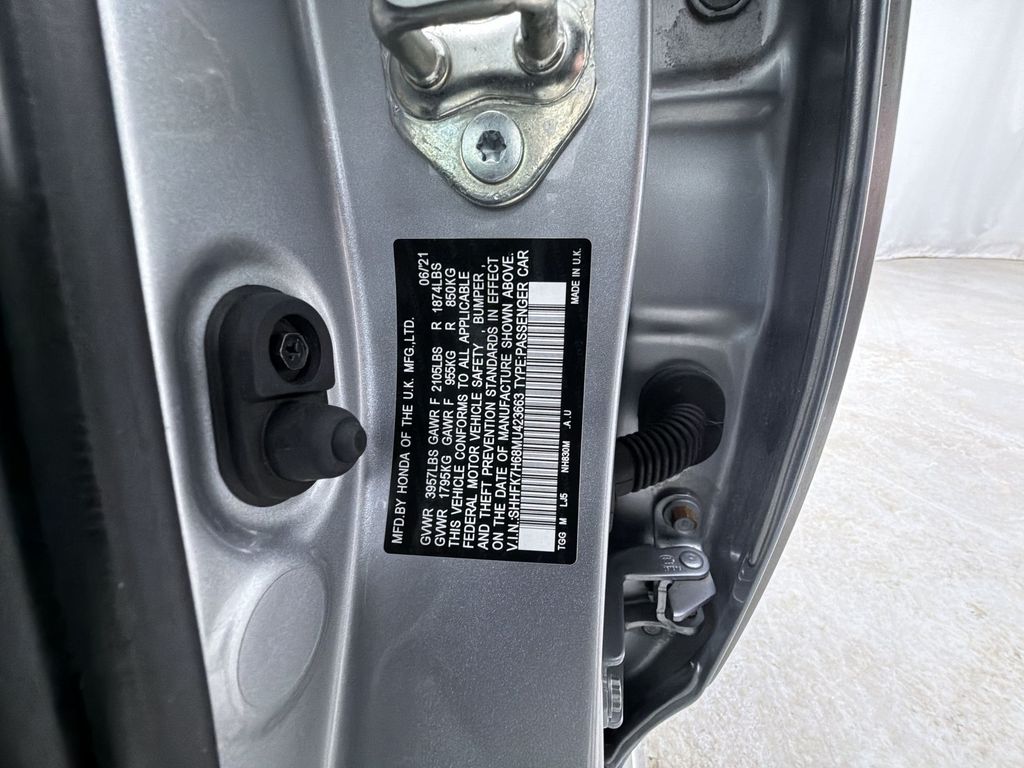 MFD.BY HONDA OF THE U.K. MFG.,LTD. 06/21
GVWR 3957LBS GAWR F 2105LBS R 1874LBS
GVWR 1795KG GAWR F 955KG R 850KG
THIS VEHICLE CONFORMS TO ALL APPLICABLE
FEDERAL MOTOR VEHICLE SAFETY , BUMPER ,
AND THEFT PREVENTION STANDARDS IN EFFECT
ON THE DATE OF MANUFACTURE SHOWN ABOVE.
V.I.N.:SHHFK7H68MU423663 TYPE:PASSENGER CAR
TGG M LJ5 NH830M .A.U MADE IN U.K.